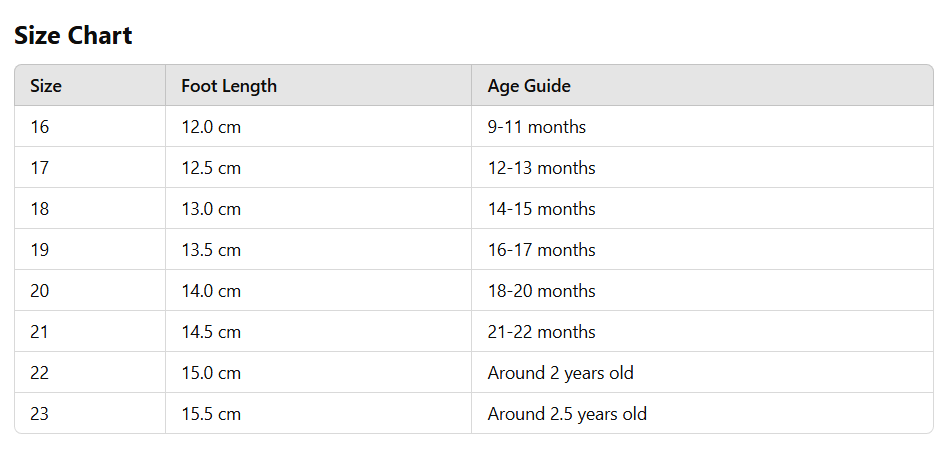 Size Chart
Size Foot Length Age Guide
16 12.0 cm 9-11 months
17 12.5 cm 12-13 months
18 13.0 cm 14-15 months
19 13.5 cm 16-17 months
20 14.0 cm 18-20 months
21 14.5 cm 21-22 months
22 15.0 cm Around 2 years old
23 15.5 cm Around 2.5 years old